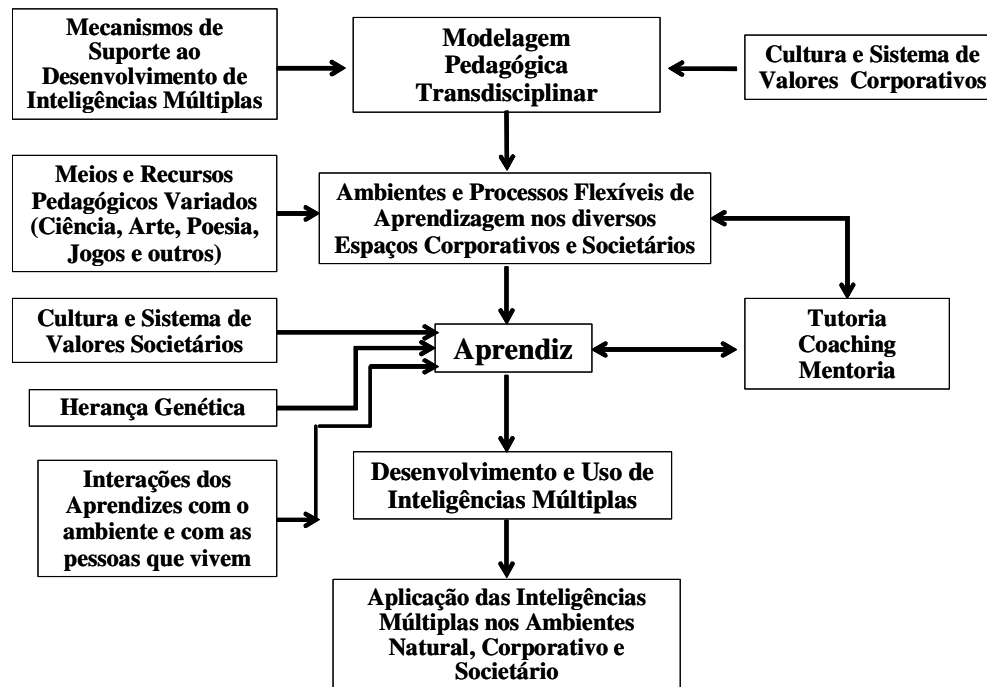 Mecanismos de
Suporte ao
Desenvolvimento de
Inteligências Múltiplas
Modelagem
Pedagógica
Transdisciplinar
Cultura e Sistema de
Valores Corporativos
Meios e Recursos
Pedagógicos Variados
(Ciência, Arte, Poesia,
Jogos e outros)
Ambientes e Processos Flexíveis de
Aprendizagem nos diversos
Espaços Corporativos e Societários
Cultura e Sistema de
Valores Societários
Aprendiz
Tutoria
Coaching
Mentoria
Herança Genética
Interações dos
Aprendizes com o
ambiente e com as
pessoas que vivem
Desenvolvimento e Uso de
Inteligências Múltiplas
Aplicação das Inteligências
Múltiplas nos Ambientes
Natural, Corporativo e
Societário